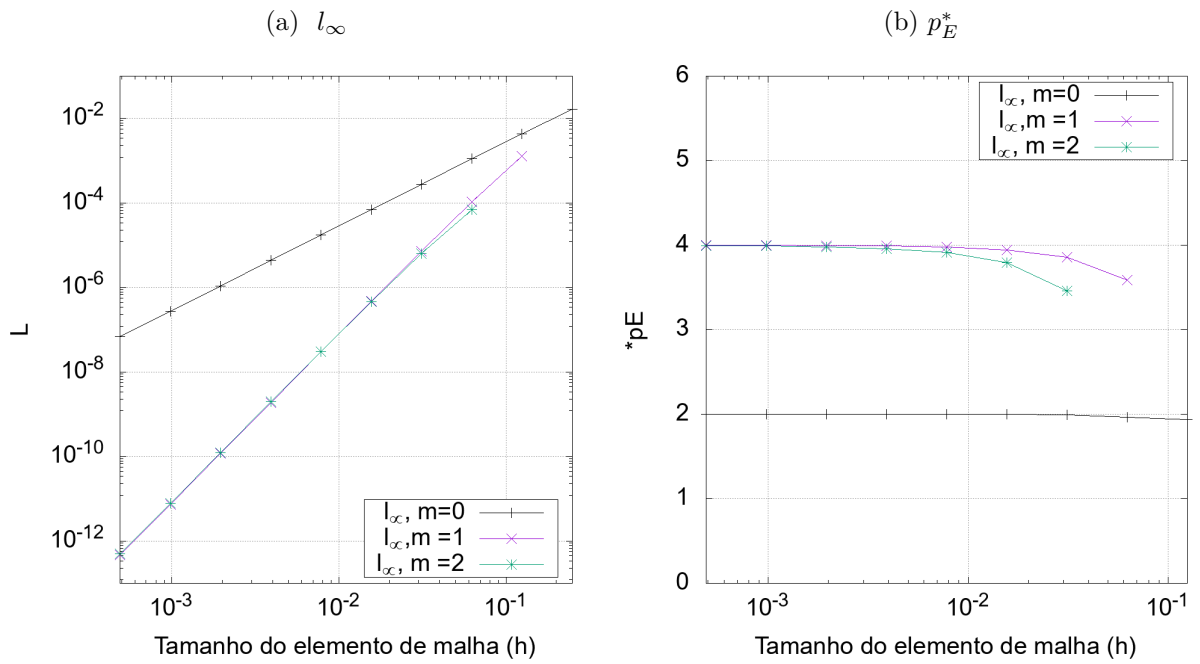 (a) l∞
10^-2
10^-4
10^-6
10^-8
10^-10
10^-12
L
l∞, m=0
l∞,m =1
l∞, m =2
10^-3
10^-2
10^-1
Tamanho do elemento de malha (h)
(b) p*E
6
5
4
3
2
1
0
*pE
l∞, m=0
l∞,m =1
l∞, m =2
10^-3
10^-2
10^-1
Tamanho do elemento de malha (h)